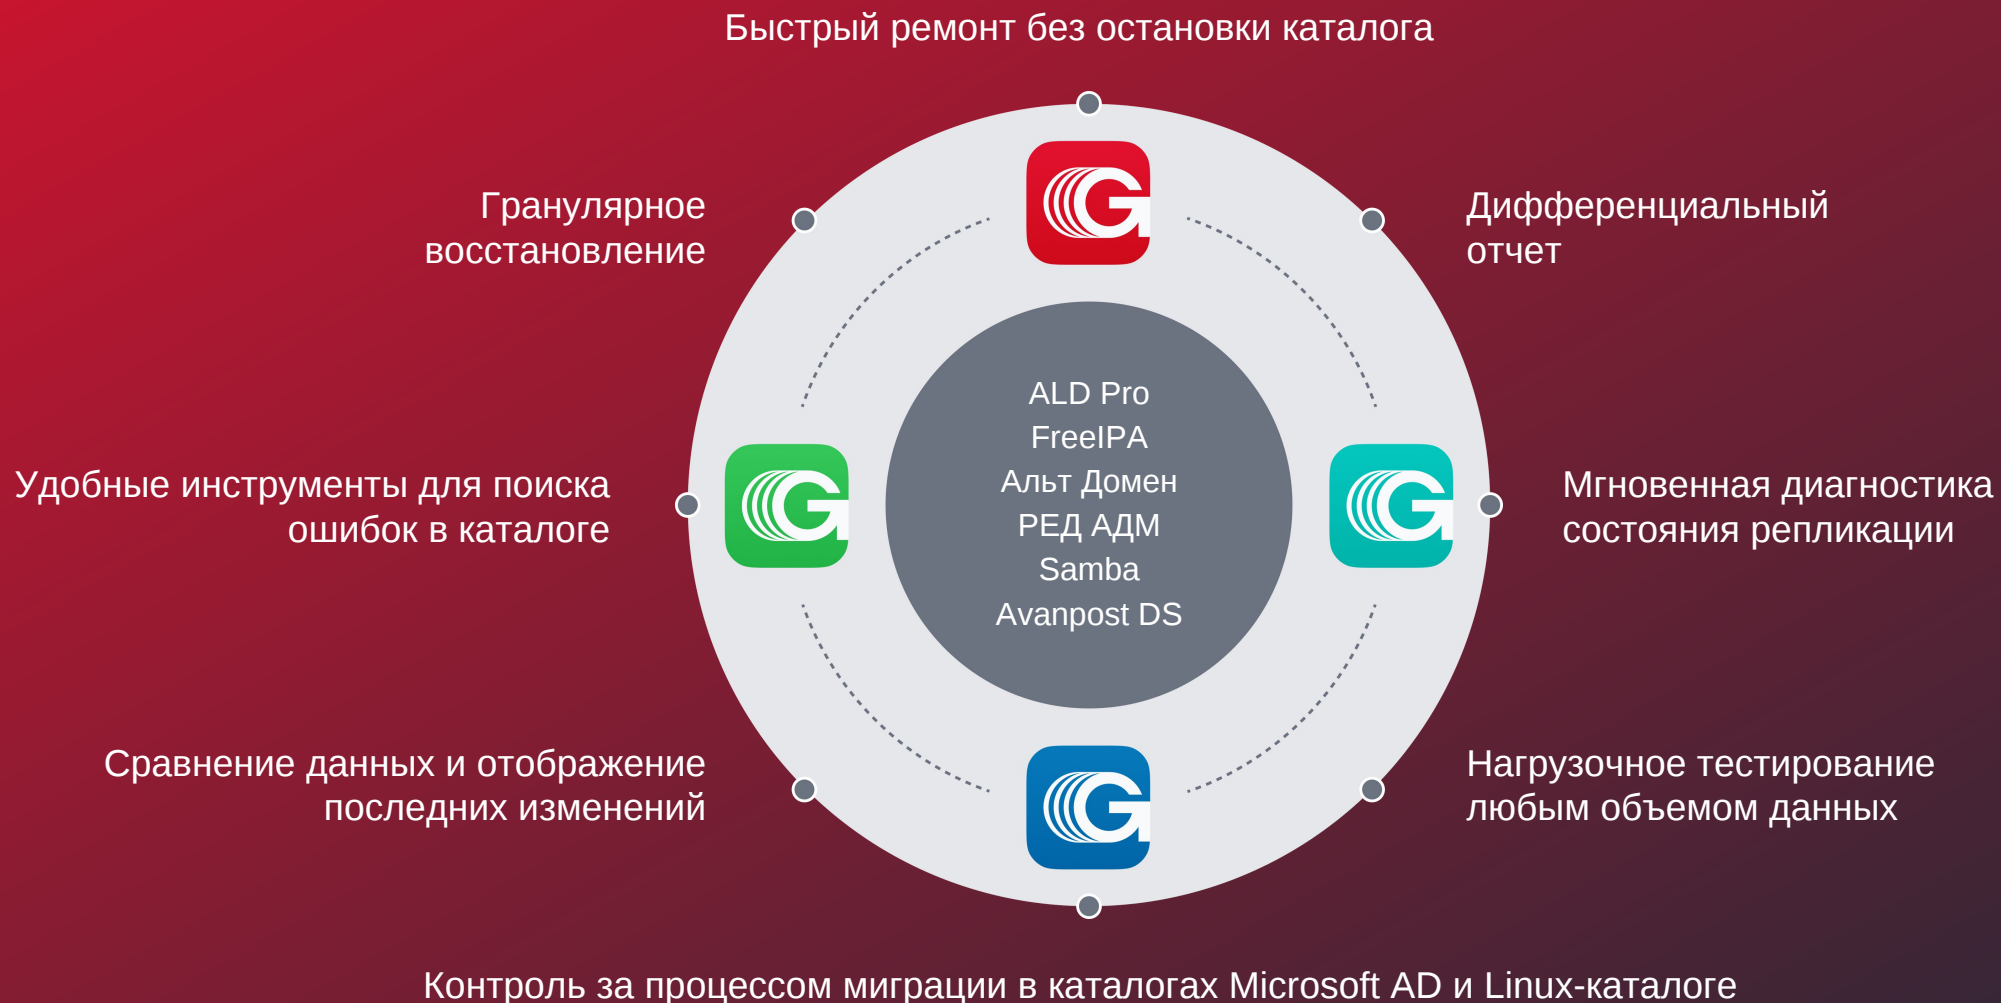 Быстрый ремонт без остановки каталога
Гранулярное
восстановление
Дифференциальный
отчет
ALD Pro
FreeIPA
Альт Домен
РЕД АДМ
Samba
Avanpost DS
Удобные инструменты для поиска
ошибок в каталоге
Мгновенная диагностика
состояния репликации
Сравнение данных и отображение
последних изменений
Нагрузочное тестирование
любым объемом данных
Контроль за процессом миграции в каталогах Microsoft AD и Linux-каталоге